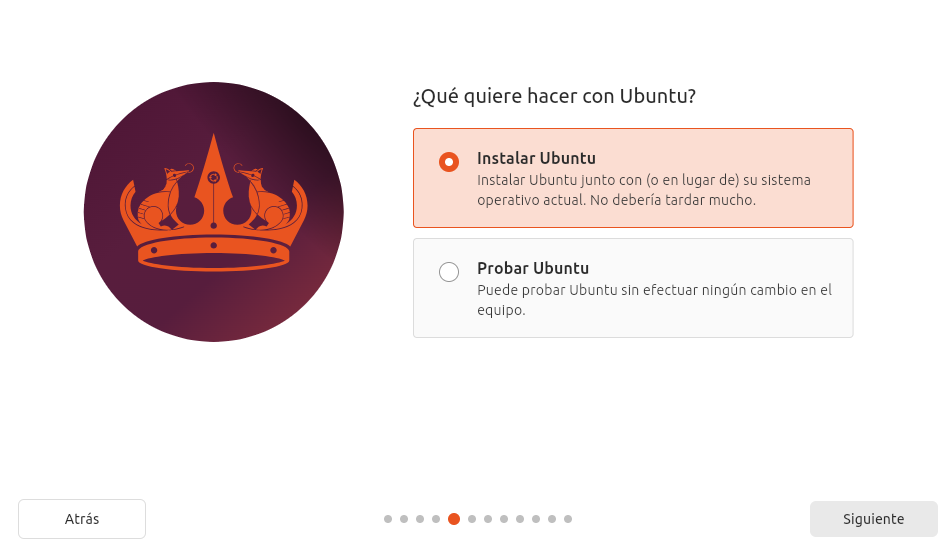 ¿Qué quiere hacer con Ubuntu?
Instalar Ubuntu
Instalar Ubuntu junto con (o en lugar de) su sistema
operativo actual. No debería tardar mucho.
Probar Ubuntu
Puede probar Ubuntu sin efectuar ningún cambio en el
equipo.
Atrás
Siguiente